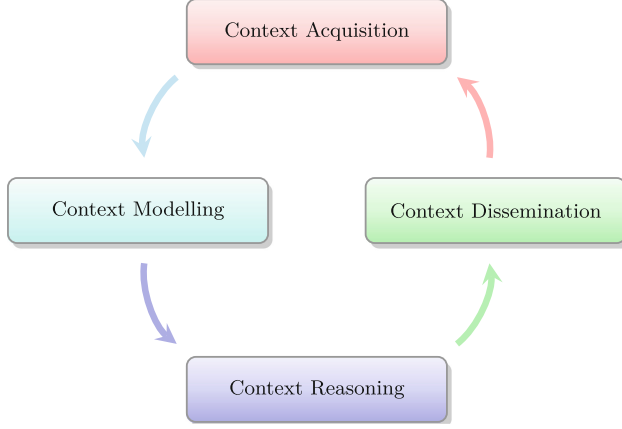 Context Acquisition
Context Modelling
Context Dissemination
Context Reasoning